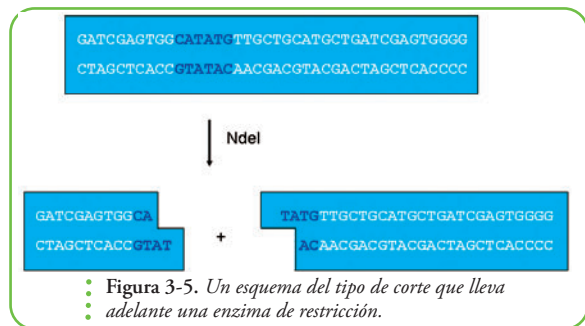 GATCGAGTGGCATATGTTGCTGCATGCTGATCGAGTGGGG
CTAGCTCACCGTATACAACGACGTACGACTAGCTCACCCC
NdeI
GATCGAGTGGCA
CTAGCTCACCGTAT
+
TATGTTGCTGCATGCTGATCGAGTGGGG
ACAACGACGTACGACTAGCTCACCCC
Figura 3-5. Un esquema del tipo de corte que lleva
adelante una enzima de restricción.